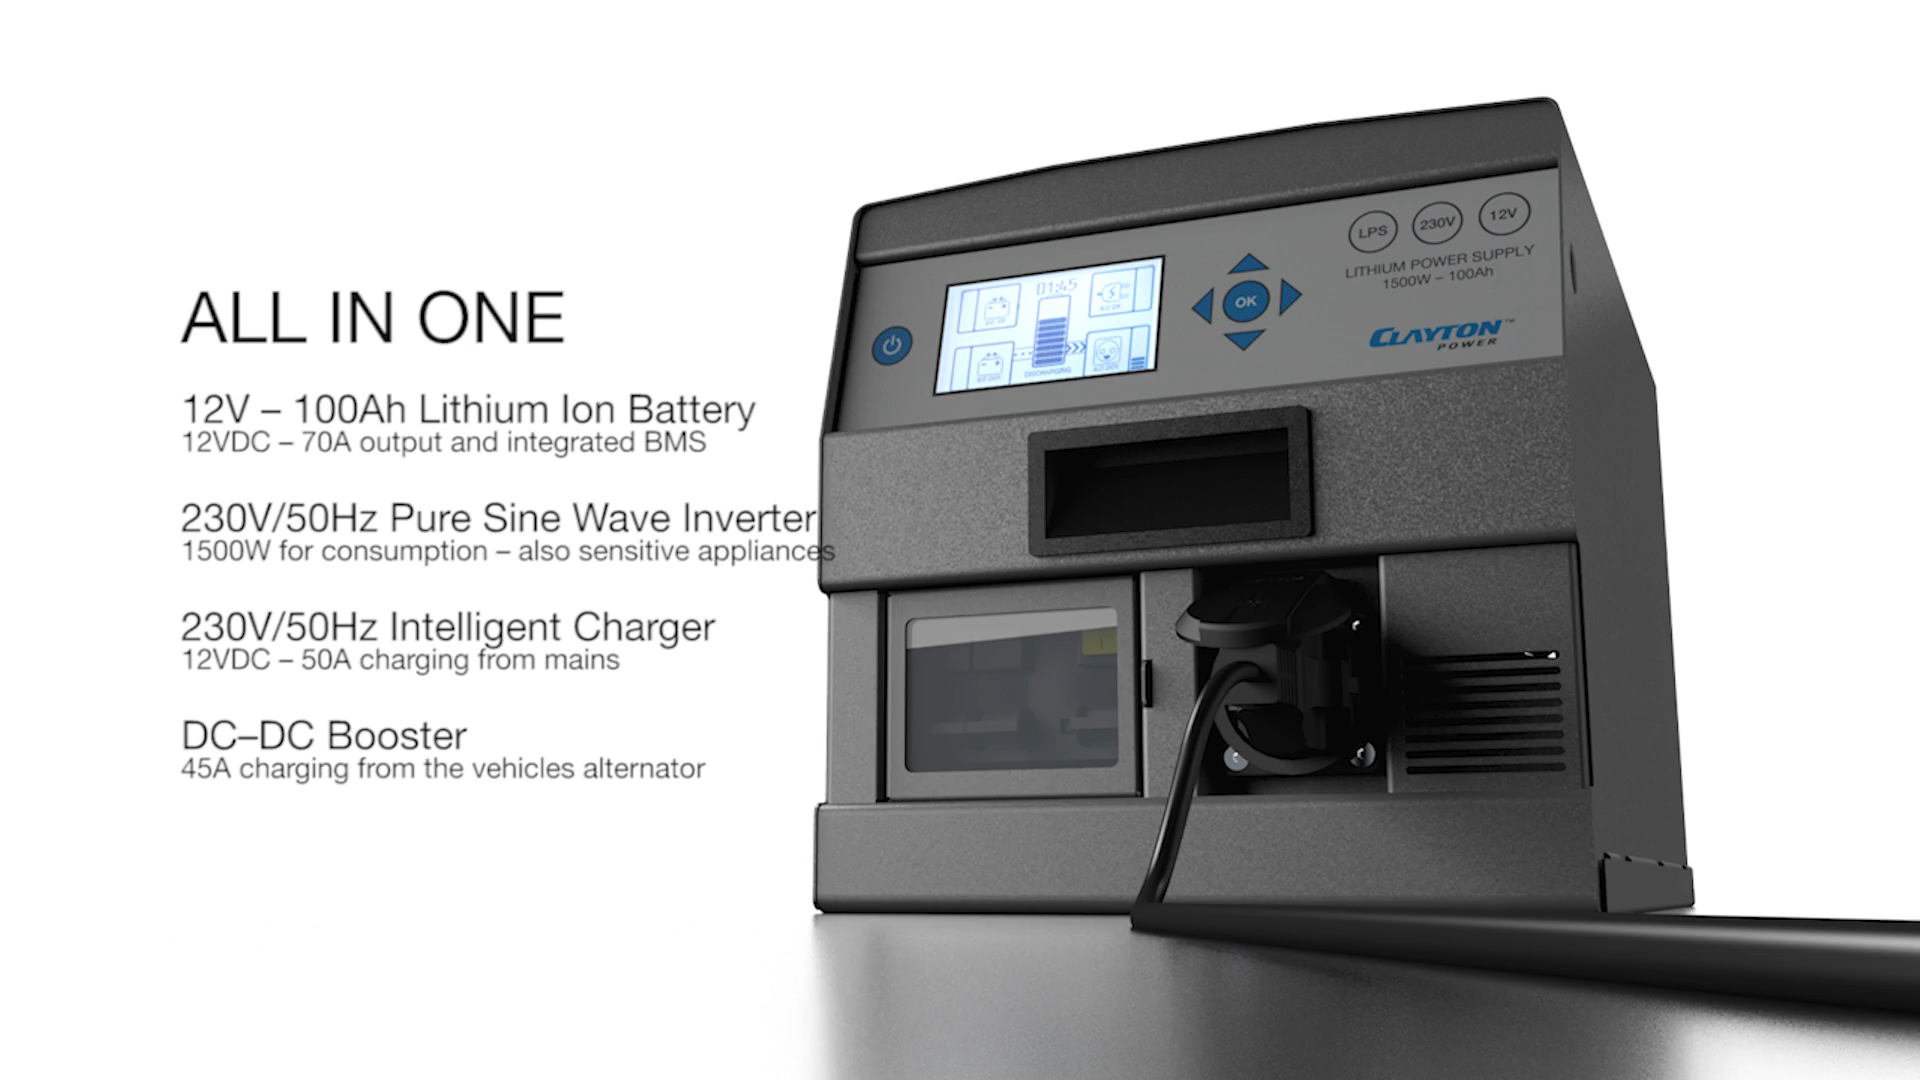 ALL IN ONE
12V – 100Ah Lithium Ion Battery
12VDC – 70A output and integrated BMS
230V/50Hz Pure Sine Wave Inverter
1500W for consumption – also sensitive appliances
230V/50Hz Intelligent Charger
12VDC – 50A charging from mains
DC–DC Booster
45A charging from the vehicles alternator
LPS 230V 12V
LITHIUM POWER SUPPLY
1500W – 100Ah
CLAYTON™
POWER
OK
01:45
DISCHARGING